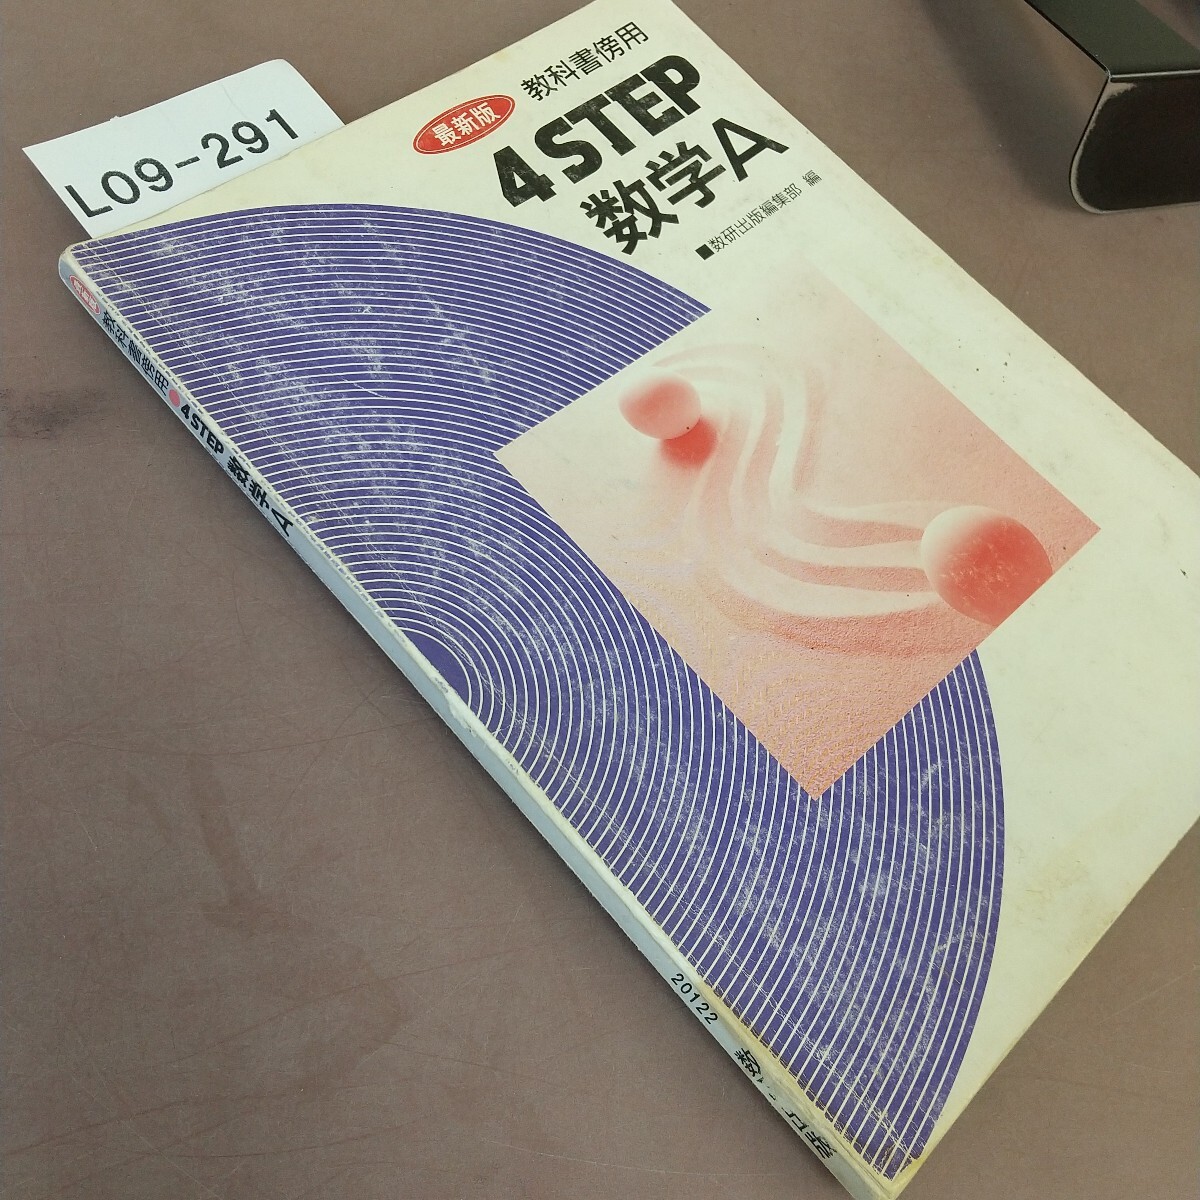 L09-291
最新版
教科書傍用
4STEP
数学A
■数研出版編集部 編
教科書傍用●4STEP 数学A
20122